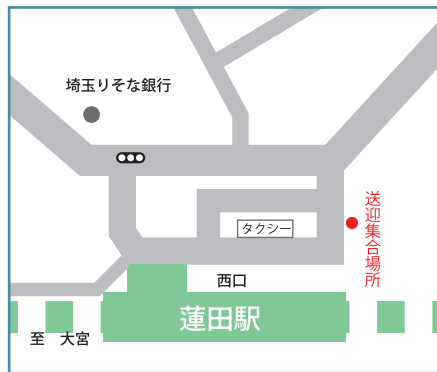 埼玉りそな銀行
タクシー
送迎集合場所
西口
蓮田駅
至　大宮